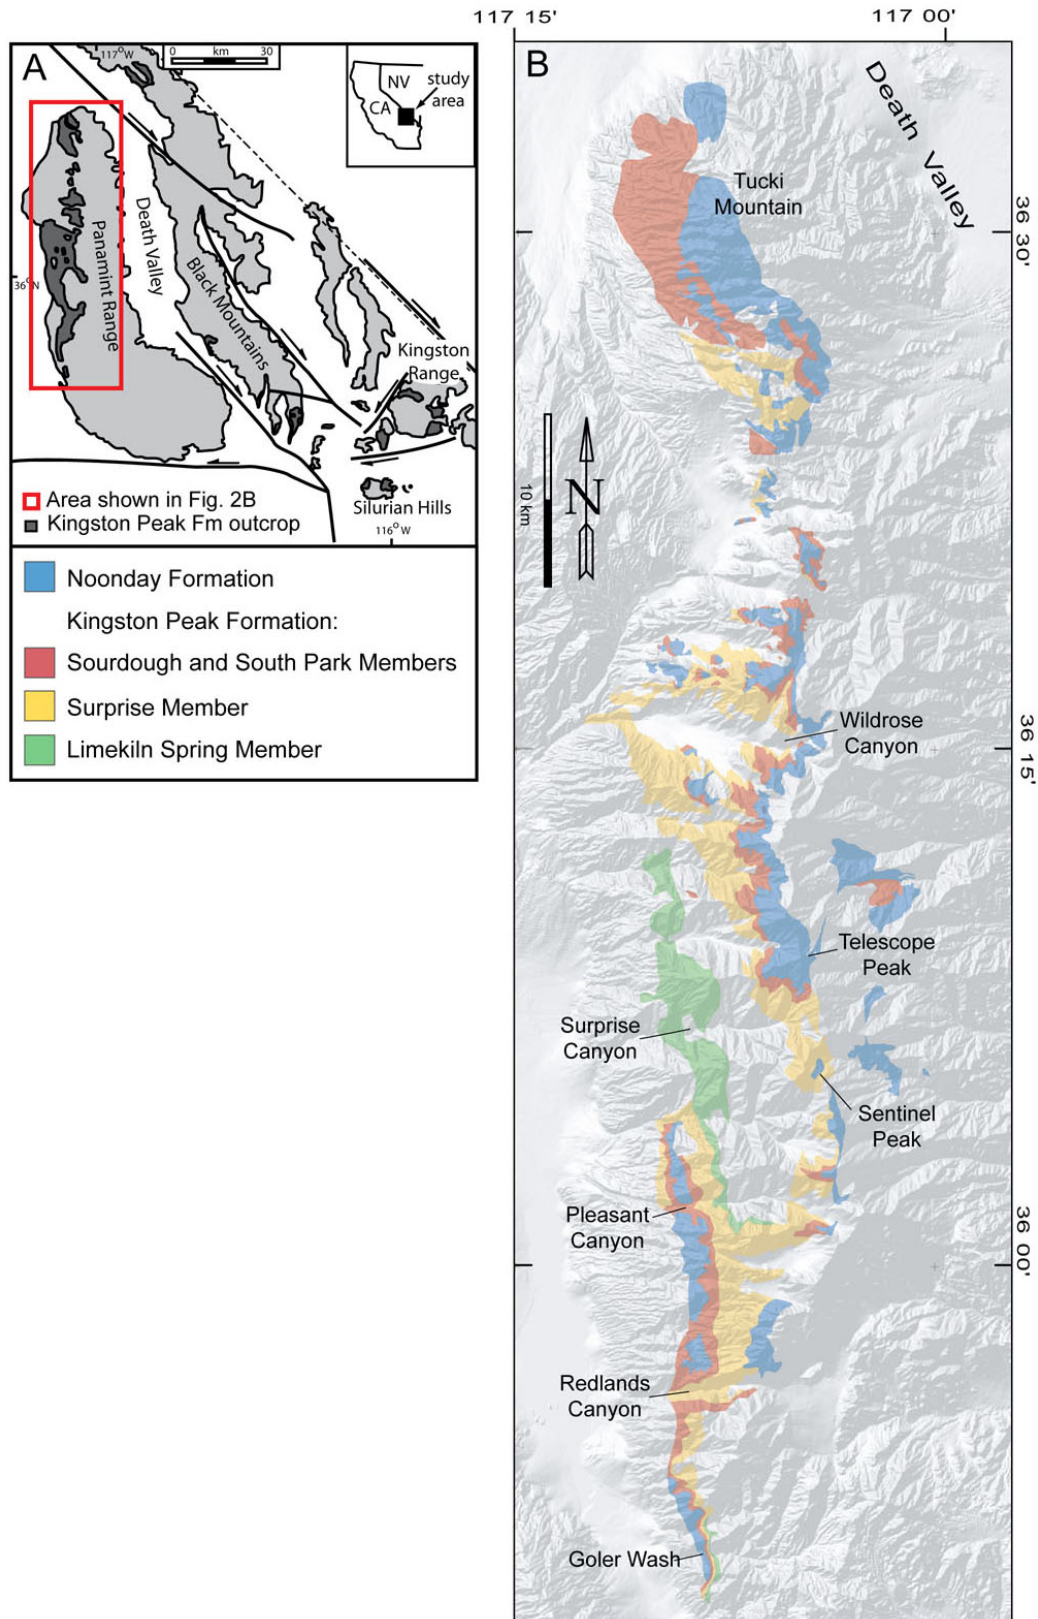 117 15'
117 00'
A
117° W
0 km 30
NV
CA
study
area
36° N
Panamint Range
Death Valley
Black Mountains
Kingston
Range
Silurian Hills
116° W
Area shown in Fig. 2B
Kingston Peak Fm outcrop
Noonday Formation
Kingston Peak Formation:
Sourdough and South Park Members
Surprise Member
Limekiln Spring Member
B
Death Valley
Tucki
Mountain
36 30'
10 km
N
Wildrose
Canyon
36 15'
Telescope
Peak
Surprise
Canyon
Sentinel
Peak
Pleasant
Canyon
36 00'
Redlands
Canyon
Goler Wash